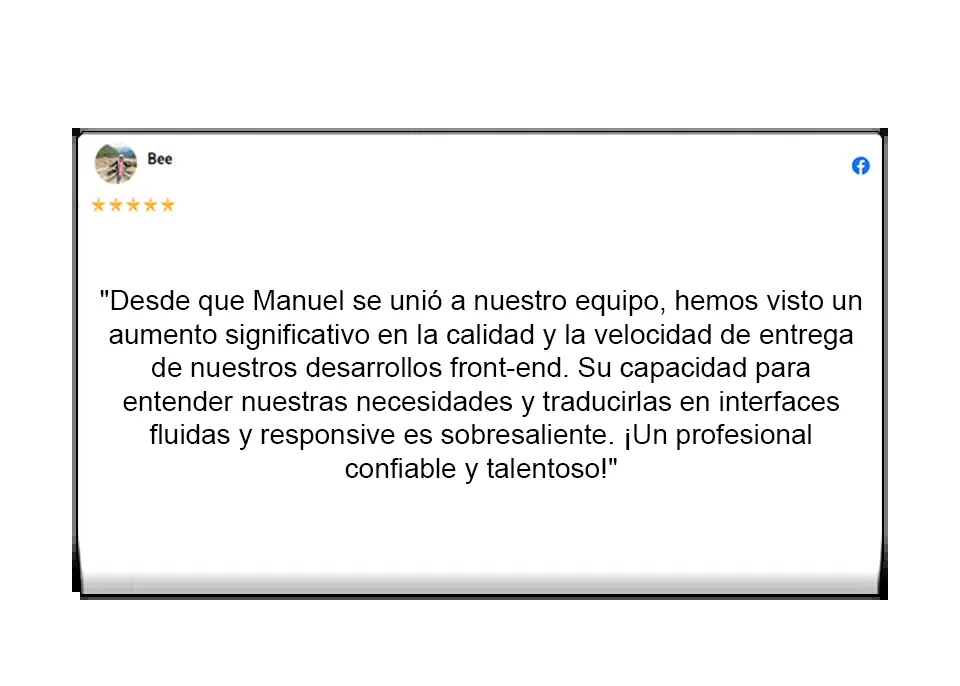 Bee
"Desde que Manuel se unió a nuestro equipo, hemos visto un
aumento significativo en la calidad y la velocidad de entrega
de nuestros desarrollos front-end. Su capacidad para
entender nuestras necesidades y traducirlas en interfaces
fluidas y responsive es sobresaliente. ¡Un profesional
confiable y talentoso!"